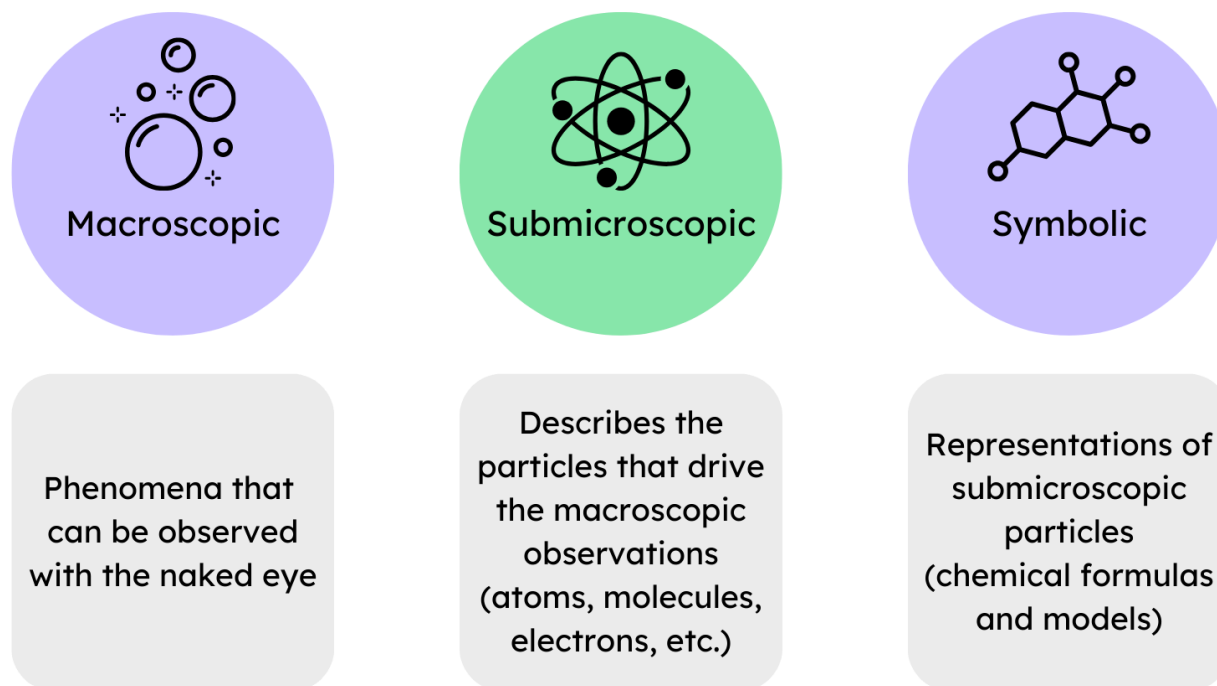 Macroscopic
Submicroscopic
Symbolic
Phenomena that
can be observed
with the naked eye
Describes the
particles that drive
the macroscopic
observations
(atoms, molecules,
electrons, etc.)
Representations of
submicroscopic
particles
(chemical formulas
and models)